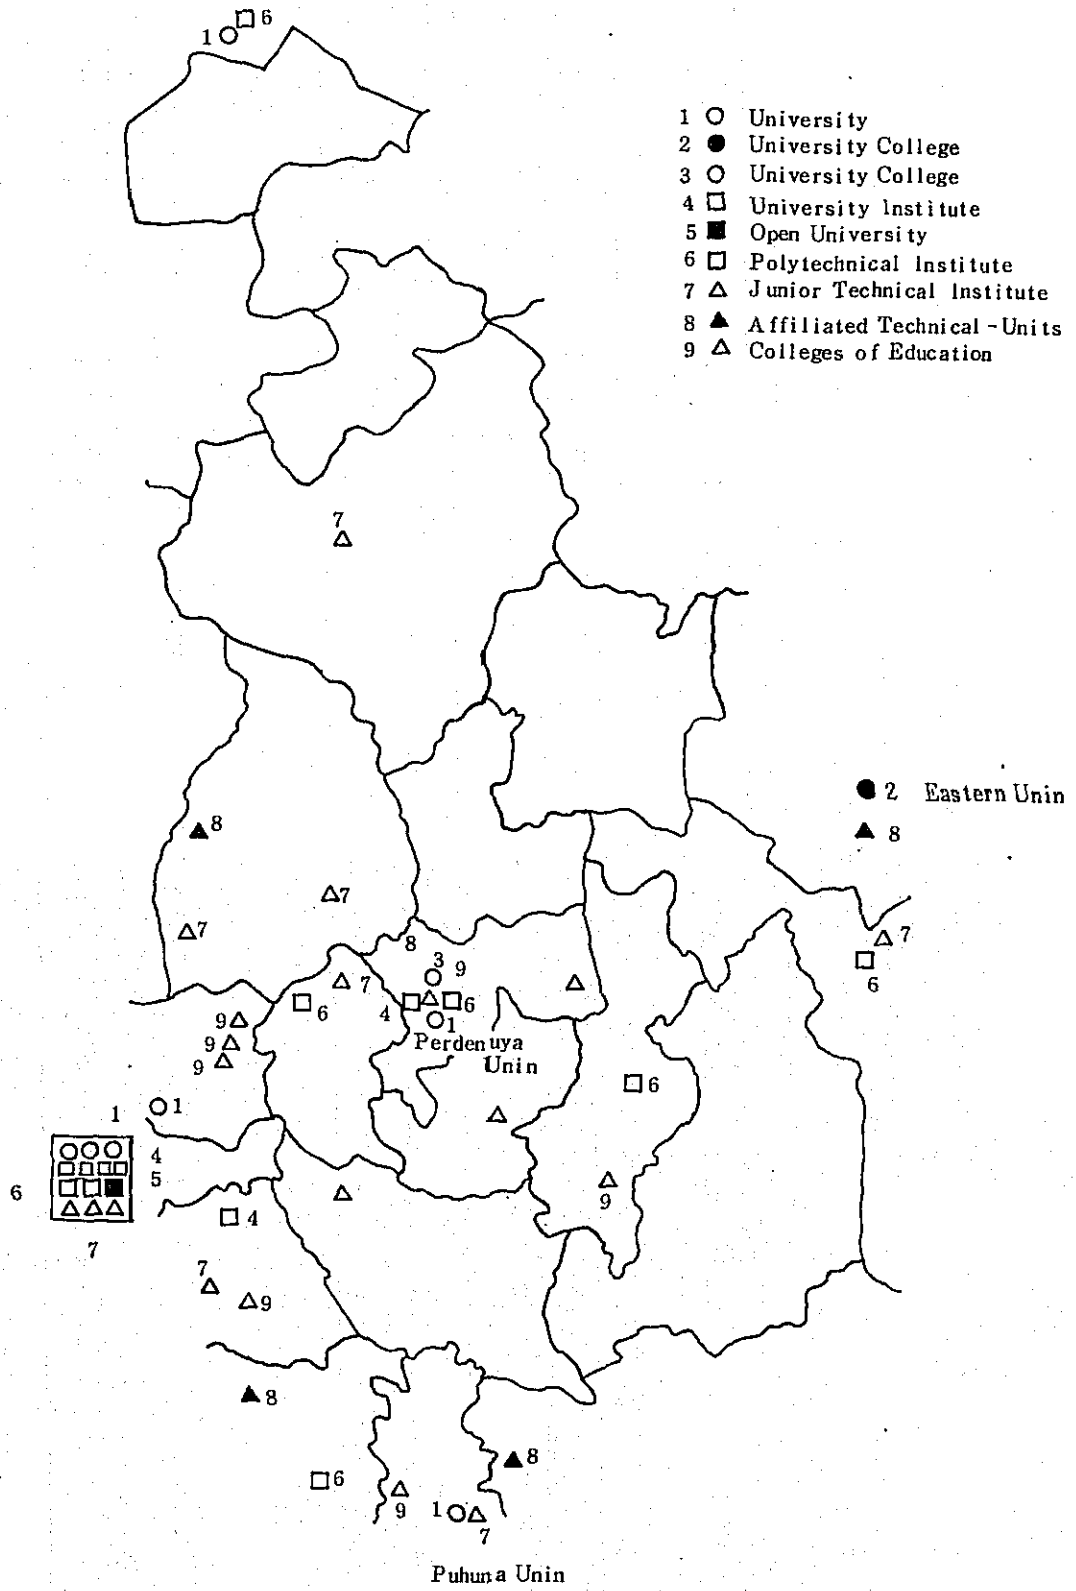 6
1
1 University
2 University College
3 University College
4 University Institute
5 Open University
6 Polytechnical Institute
7 Junior Technical Institute
8 Affiliated Technical-Units
9 Colleges of Education
7
2 Eastern Unin
8
8
7
7
8
3 9
7
6
7
6
4 6
1
Perdenuya
Unin
9
9
9
6
1 1
4
5
6
9
4
7
7
9
8
8
6
9
1
7
Puhuna Unin